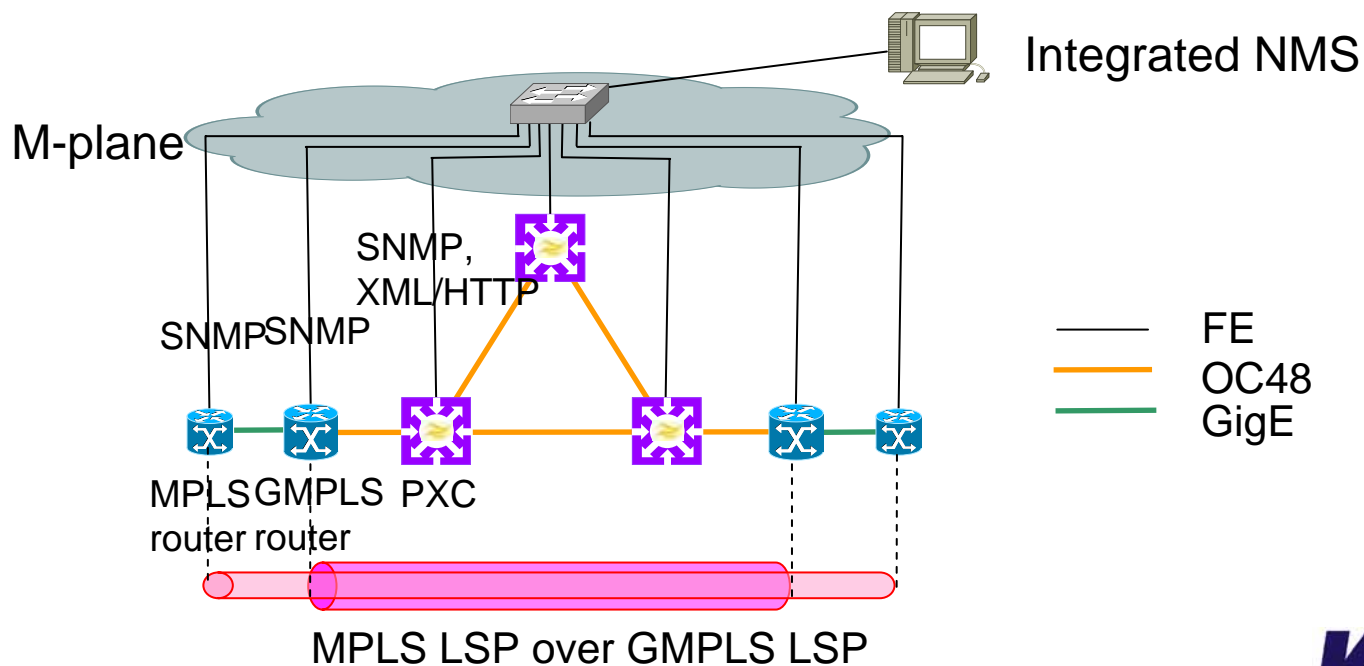 Integrated NMS
M-plane
SNMP,
XML/HTTP
SNMP
SNMP
FE
OC48
GigE
MPLS
router
GMPLS
router
PXC
MPLS LSP over GMPLS LSP